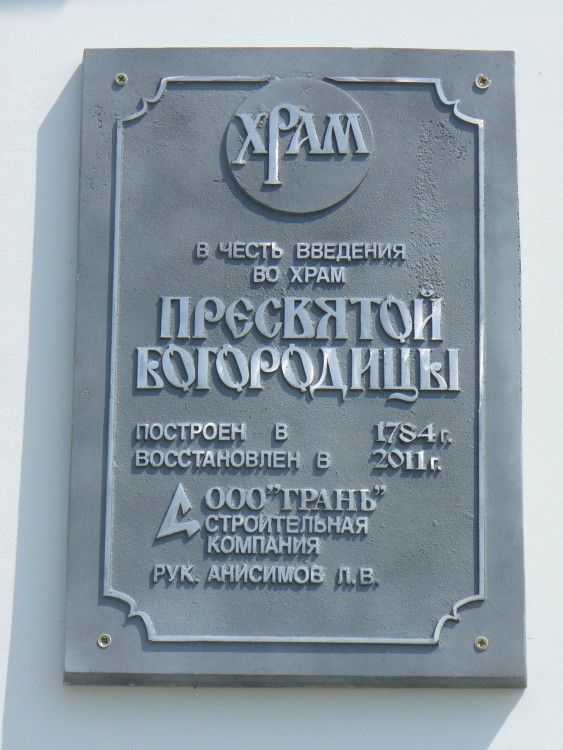 ХРАМ
В ЧЕСТЬ ВВЕДЕНИЯ
ВО ХРАМ
ПРЕСВЯТОЙ
БОГОРОДИЦЫ
ПОСТРОЕН В 1784 г.
ВОССТАНОВЛЕН В 2011 г.
ООО "ГРАНЬ"
СТРОИТЕЛЬНАЯ
КОМПАНИЯ
РУК. АНИСИМОВ П.В.